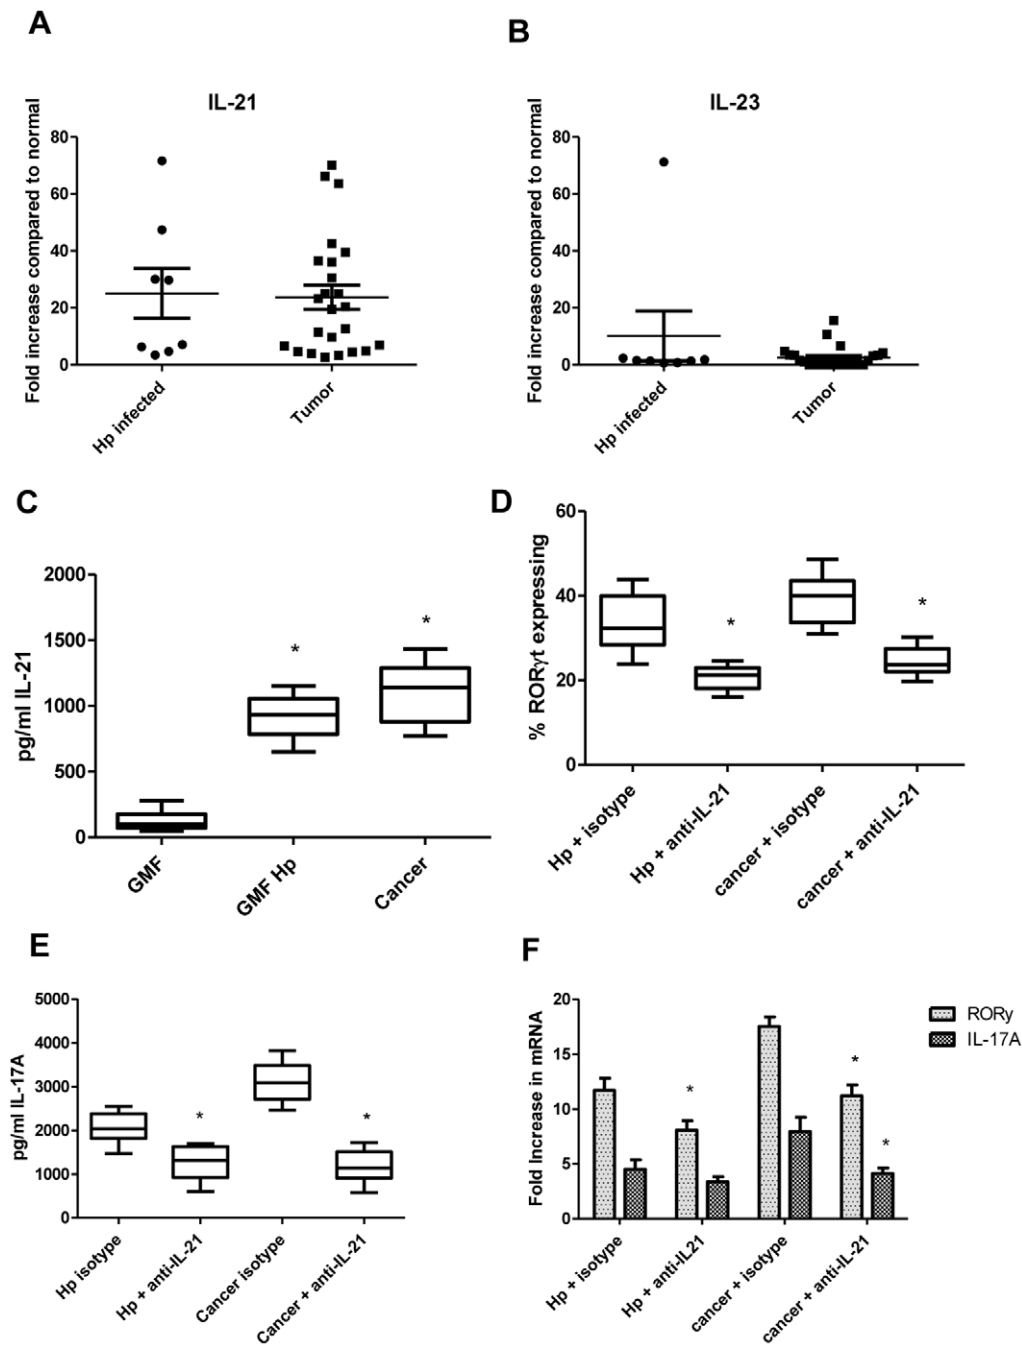 A
IL-21
Fold increase compared to normal
80
60
40
20
0
Hp infected
Tumor
B
IL-23
Fold increase compared to normal
80
60
40
20
0
Hp infected
Tumor
C
pg/ml IL-21
2000
1500
1000
500
0
*
*
GMF
GMF Hp
Cancer
D
% RORγt expressing
60
40
20
0
*
*
Hp + isotype
Hp + anti-IL-21
cancer + isotype
cancer + anti-IL-21
E
pg/ml IL-17A
5000
4000
3000
2000
1000
0
*
*
Hp isotype
Hp + anti-IL-21
Cancer isotype
Cancer + anti-IL-21
F
Fold Increase in mRNA
20
15
10
5
0
*
*
*
Hp + isotype
Hp + anti-IL21
cancer + isotype
cancer + anti-IL-21
RORγ
IL-17A